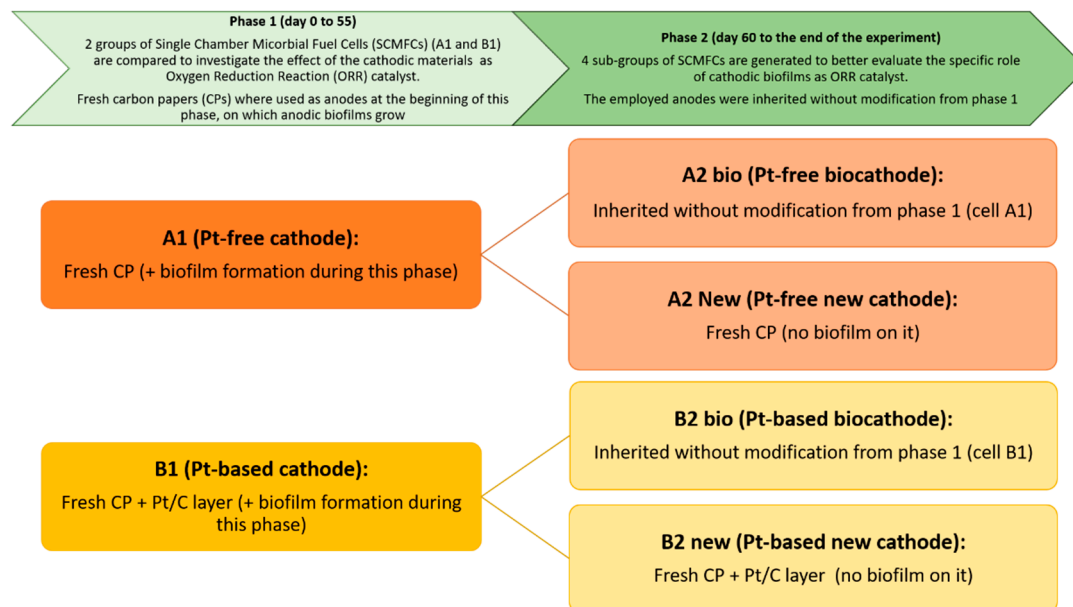 Phase 1 (day 0 to 55)
2 groups of Single Chamber Micorbial Fuel Cells (SCMFCs) (A1 and B1)
are compared to investigate the effect of the cathodic materials as
Oxygen Reduction Reaction (ORR) catalyst.
Fresh carbon papers (CPs) where used as anodes at the beginning of this
phase, on which anodic biofilms grow
Phase 2 (day 60 to the end of the experiment)
4 sub-groups of SCMFCs are generated to better evaluate the specific role
of cathodic biofilms as ORR catalyst.
The employed anodes were inherited without modification from phase 1
A1 (Pt-free cathode):
Fresh CP (+ biofilm formation during this phase)
A2 bio (Pt-free biocathode):
Inherited without modification from phase 1 (cell A1)
A2 New (Pt-free new cathode):
Fresh CP (no biofilm on it)
B1 (Pt-based cathode):
Fresh CP + Pt/C layer (+ biofilm formation during
this phase)
B2 bio (Pt-based biocathode):
Inherited without modification from phase 1 (cell B1)
B2 new (Pt-based new cathode):
Fresh CP + Pt/C layer (no biofilm on it)